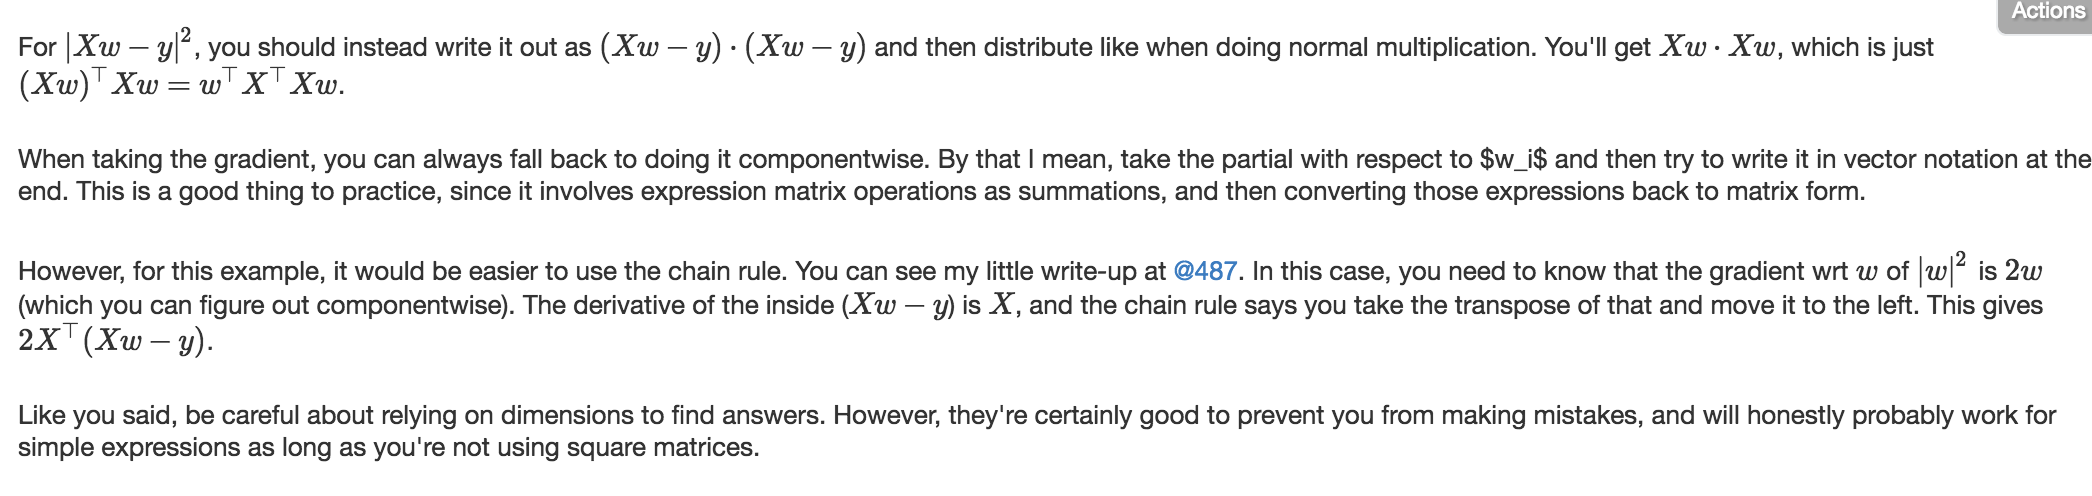 Actions
For |Xw − y|², you should instead write it out as (Xw − y) · (Xw − y) and then distribute like when doing normal multiplication. You'll get Xw · Xw, which is just
(Xw)⊤Xw = w⊤X⊤Xw.
When taking the gradient, you can always fall back to doing it componentwise. By that I mean, take the partial with respect to $w_i$ and then try to write it in vector notation at the
end. This is a good thing to practice, since it involves expression matrix operations as summations, and then converting those expressions back to matrix form.
However, for this example, it would be easier to use the chain rule. You can see my little write-up at @487. In this case, you need to know that the gradient wrt w of |w|² is 2w
(which you can figure out componentwise). The derivative of the inside (Xw − y) is X, and the chain rule says you take the transpose of that and move it to the left. This gives
2X⊤(Xw − y).
Like you said, be careful about relying on dimensions to find answers. However, they're certainly good to prevent you from making mistakes, and will honestly probably work for
simple expressions as long as you're not using square matrices.